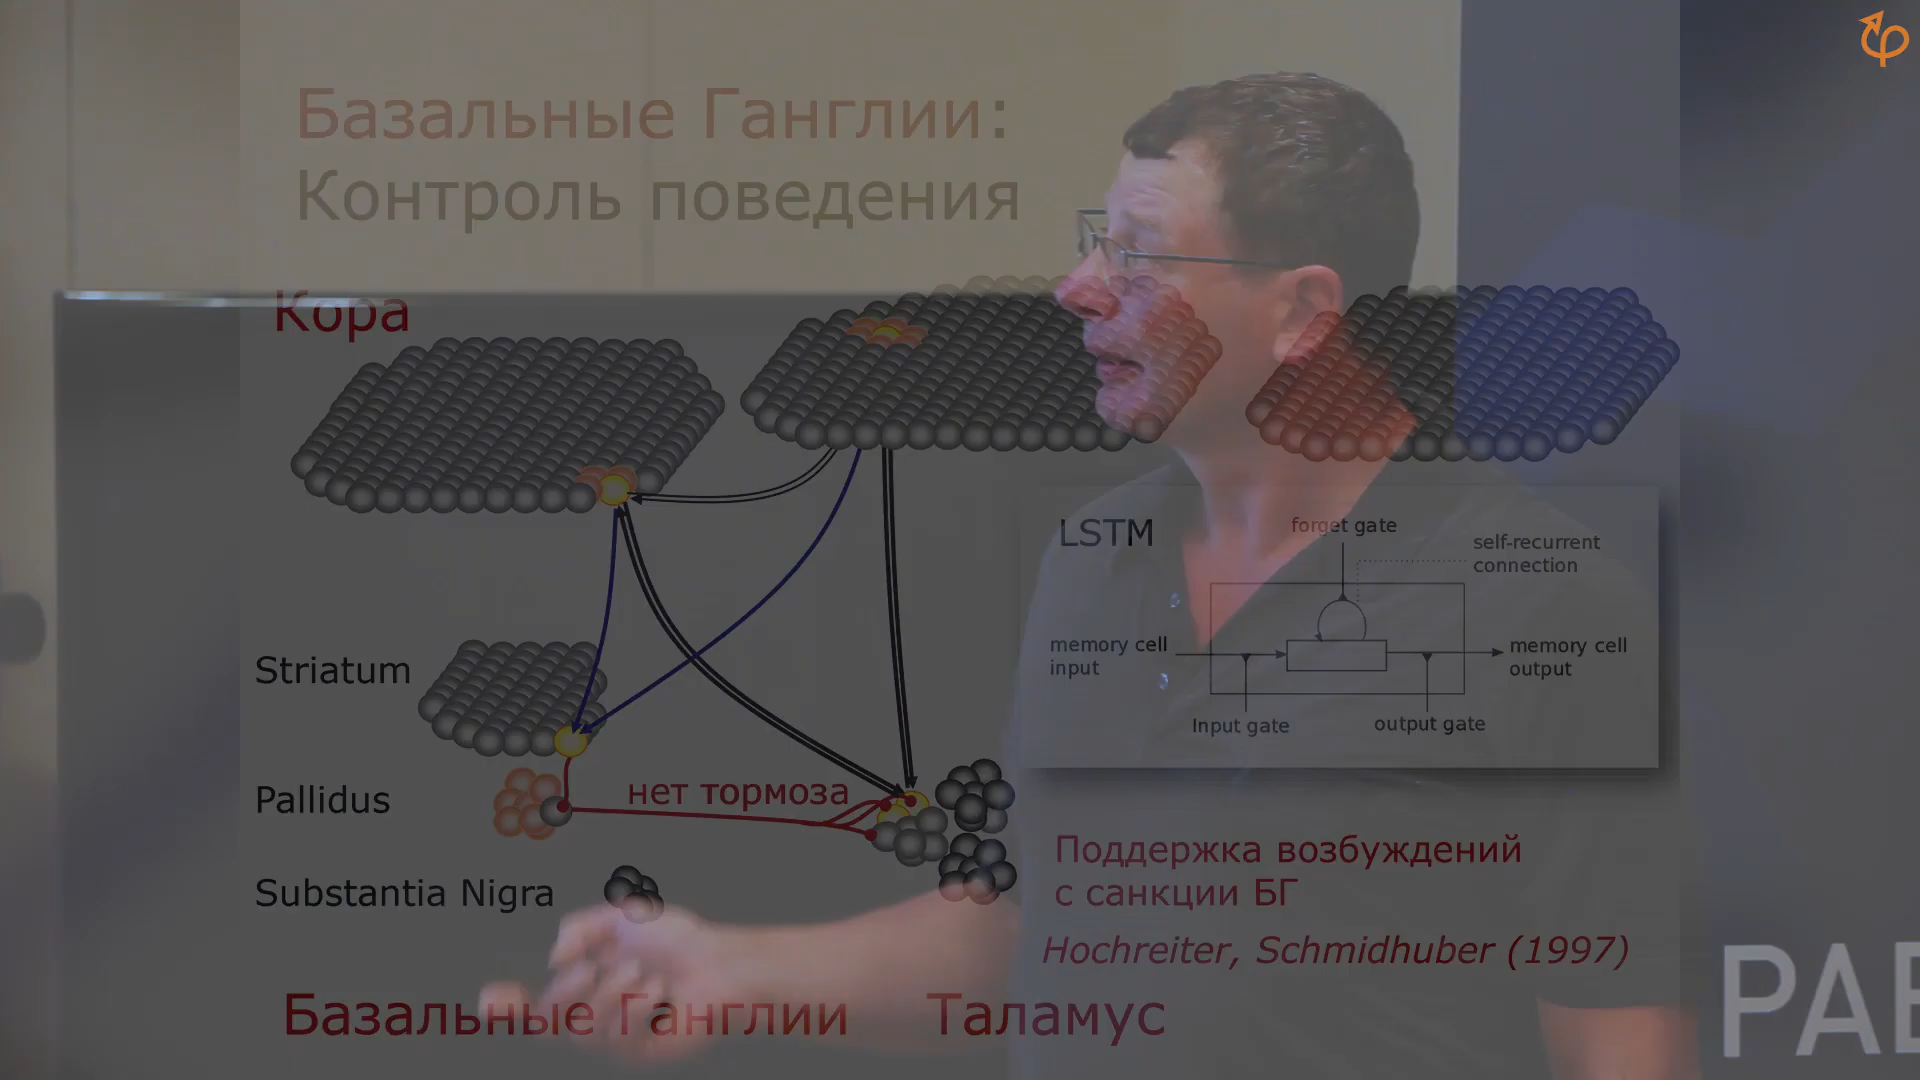 Базальные Ганглии:
Контроль поведения
Кора
LSTM
forget gate
self-recurrent
connection
memory cell
input
memory cell
output
Input gate
output gate
Striatum
Pallidus
нет тормоза
Substantia Nigra
Поддержка возбуждений
с санкции БГ
Hochreiter, Schmidhuber (1997)
Базальные Ганглии
Таламус